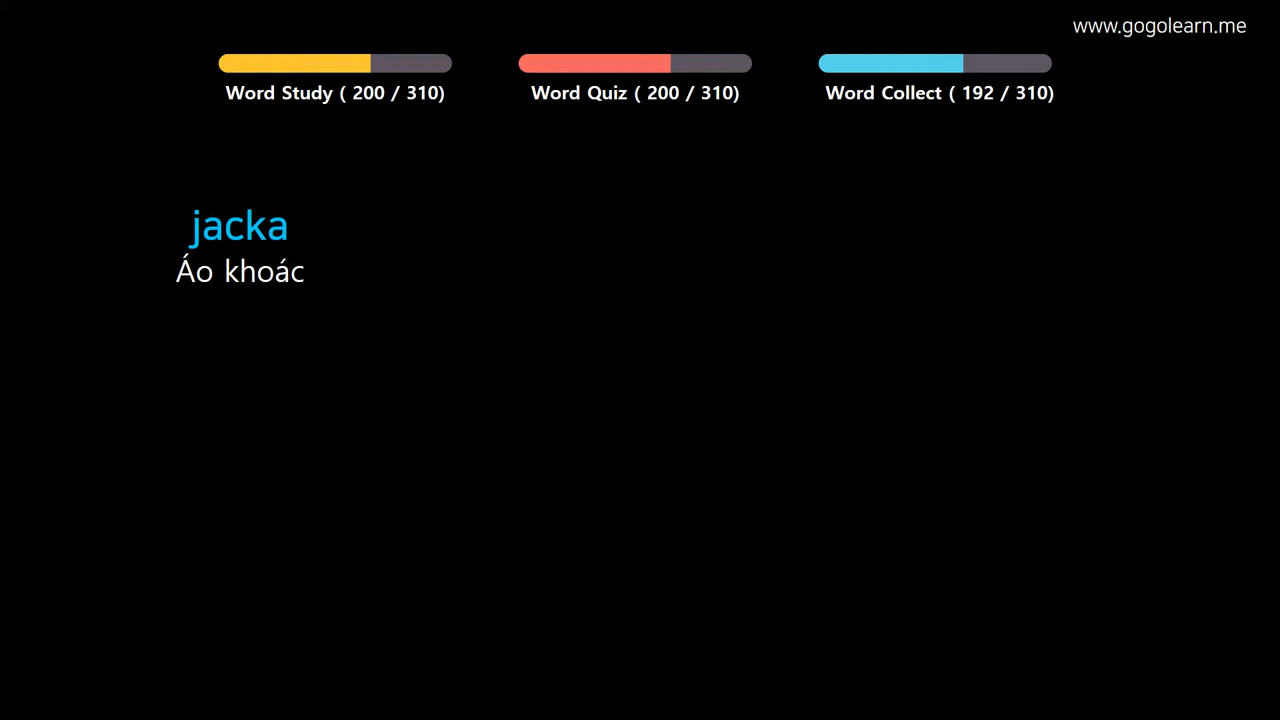 www.gogolearn.me
Word Study ( 200 / 310)
Word Quiz ( 200 / 310)
Word Collect ( 192 / 310)
jacka
Áo khoác